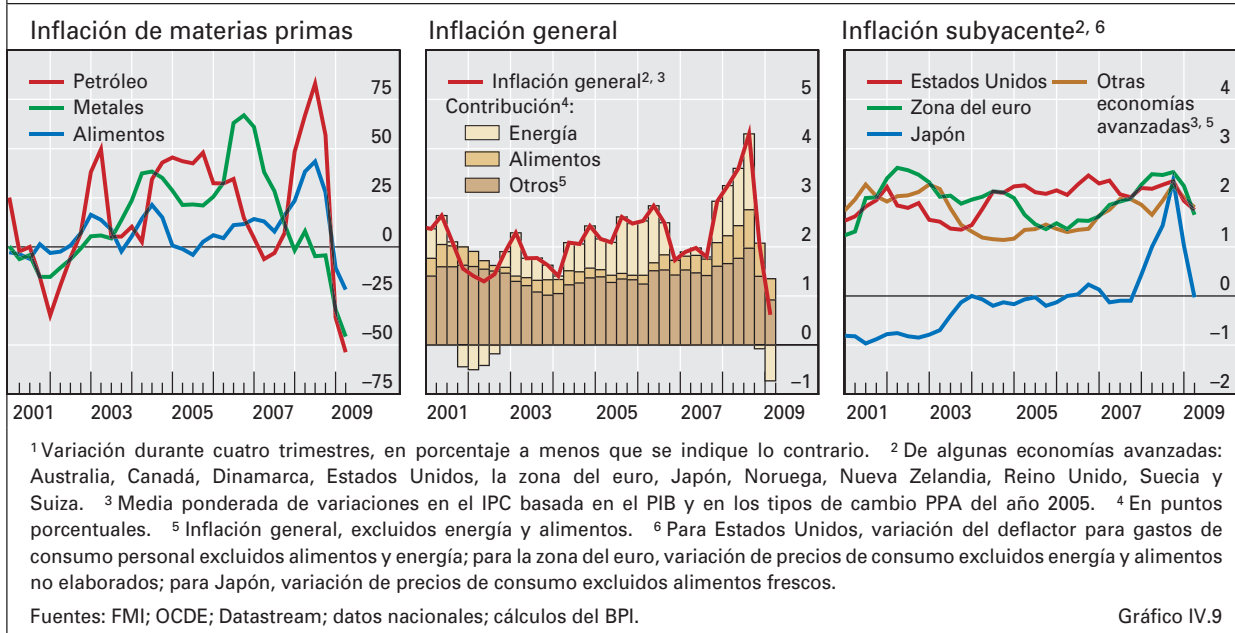 Inflación de materias primas
Petróleo
Metales
Alimentos
75
50
25
0
–25
–50
–75
2001 2003 2005 2007 2009
Inflación general
Inflación general2, 3
Contribución4:
Energía
Alimentos
Otros5
5
4
3
2
1
0
–1
2001 2003 2005 2007 2009
Inflación subyacente2, 6
Estados Unidos
Zona del euro
Japón
Otras
economías
avanzadas3, 5
4
3
2
1
0
–1
–2
2001 2003 2005 2007 2009
1 Variación durante cuatro trimestres, en porcentaje a menos que se indique lo contrario. 2 De algunas economías avanzadas:
Australia, Canadá, Dinamarca, Estados Unidos, la zona del euro, Japón, Noruega, Nueva Zelandia, Reino Unido, Suecia y
Suiza. 3 Media ponderada de variaciones en el IPC basada en el PIB y en los tipos de cambio PPA del año 2005. 4 En puntos
porcentuales. 5 Inflación general, excluidos energía y alimentos. 6 Para Estados Unidos, variación del deflactor para gastos de
consumo personal excluidos alimentos y energía; para la zona del euro, variación de precios de consumo excluidos energía y alimentos
no elaborados; para Japón, variación de precios de consumo excluidos alimentos frescos.
Fuentes: FMI; OCDE; Datastream; datos nacionales; cálculos del BPI. Gráfico IV.9